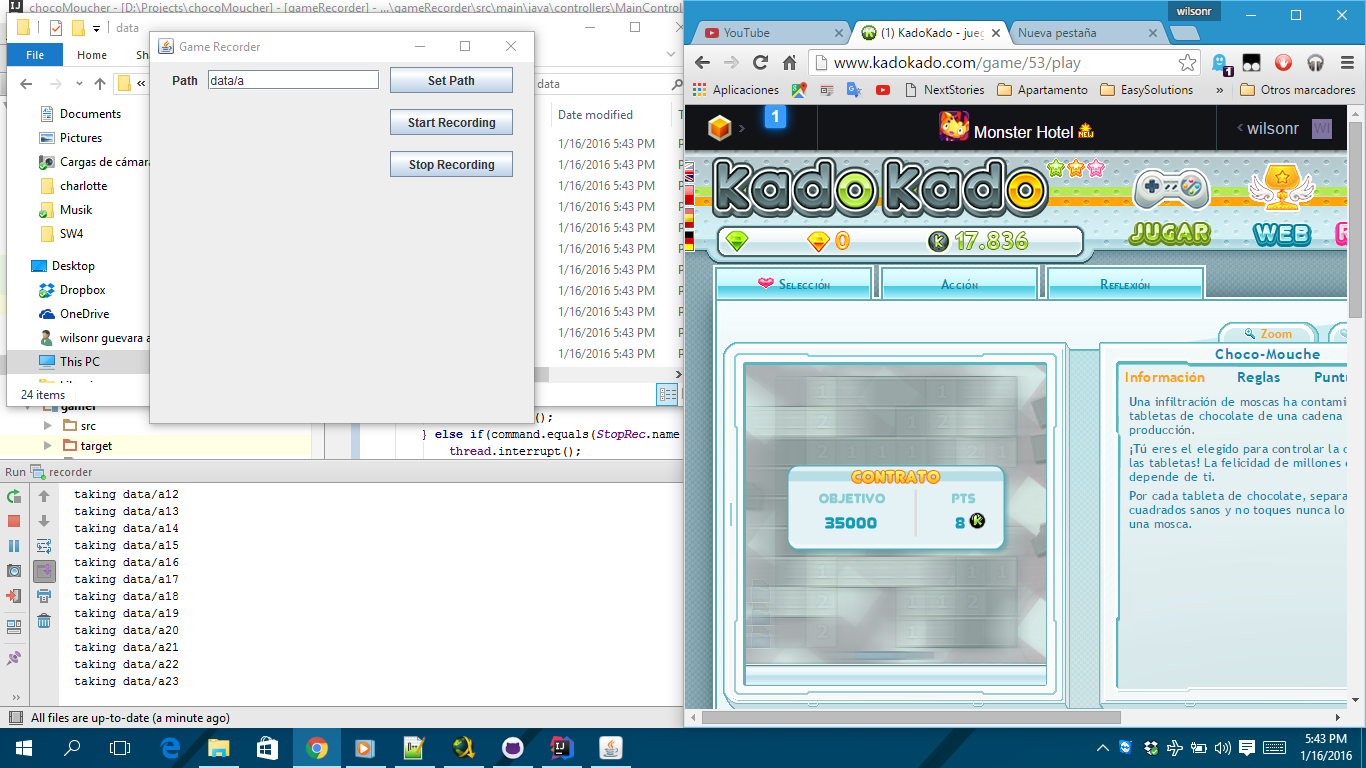 chocoMoucher - [D:\Projects\chocoMoucher] - [gameRecorder] - ...\gameRecorder\src\main\java\controllers\MainControl
data
File
Home
«
data
Documents
Pictures
Cargas de cámara
charlotte
Musik
SW4
Desktop
Dropbox
OneDrive
wilsonr guevara a
This PC
24 items
Date modified
1/16/2016 5:43 PM
1/16/2016 5:43 PM
1/16/2016 5:43 PM
1/16/2016 5:43 PM
1/16/2016 5:43 PM
1/16/2016 5:43 PM
1/16/2016 5:43 PM
1/16/2016 5:43 PM
1/16/2016 5:43 PM
1/16/2016 5:43 PM
1/16/2016 5:43 PM
Game Recorder
Path
data/a
Set Path
Start Recording
Stop Recording
gamer
src
target
();
} else if(command.equals(StopRec.name
thread.interrupt();
Run recorder
taking data/a12
taking data/a13
taking data/a14
taking data/a15
taking data/a16
taking data/a17
taking data/a18
taking data/a19
taking data/a20
taking data/a21
taking data/a22
taking data/a23
All files are up-to-date (a minute ago)
wilsonr
YouTube
(1) KadoKado - jueg
Nueva pestaña
www.kadokado.com/game/53/play
1
Aplicaciones
NextStories
Apartamento
EasySolutions
»
Otros marcadores
1
Monster Hotel NEW
wilsonr
WI
kadokado
0
17.836
JUGAR
WEB
Selección
Acción
Reflexión
Zoom
Choco-Mouche
Información
Reglas
Puntu
Una infiltración de moscas ha contami
tabletas de chocolate de una cadena
producción.
¡Tú eres el elegido para controlar la c
las tabletas! La felicidad de millones
depende de ti.
Por cada tableta de chocolate, separa
cuadrados sanos y no toques nunca lo
una mosca.
CONTRATO
OBJETIVO
PTS
35000
8 K
5:43 PM
1/16/2016